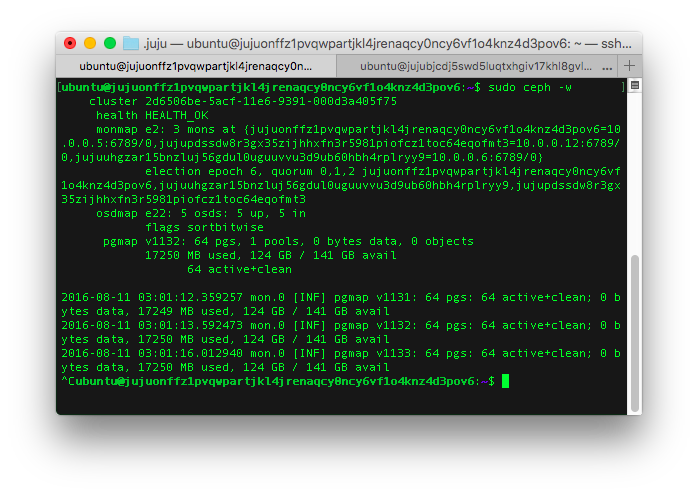 .juju — ubuntu@jujuonffz1pvqwpartjkl4jrenaqcy0ncy6vf1o4knz4d3pov6: ~ — ssh...
ubuntu@jujuonffz1pvqwpartjkl4jrenaqcy0n... ubuntu@jujubjcdj5swd5luqtxhgiv17khl8gvl... +
[ubuntu@jujuonffz1pvqwpartjkl4jrenaqcy0ncy6vf1o4knz4d3pov6:~$ sudo ceph -w ]
cluster 2d6506be-5acf-11e6-9391-000d3a405f75
health HEALTH_OK
monmap e2: 3 mons at {jujuonffz1pvqwpartjkl4jrenaqcy0ncy6vf1o4knz4d3pov6=10
.0.0.5:6789/0,jujupdssdw8r3gx35zijhhxfn3r5981piofcz1toc64eqofmt3=10.0.0.12:6789/
0,jujuuhgzar15bnzluj56gdul0uguuvvu3d9ub60hbh4rplryy9=10.0.0.6:6789/0}
election epoch 6, quorum 0,1,2 jujuonffz1pvqwpartjkl4jrenaqcy0ncy6vf
1o4knz4d3pov6,jujuuhgzar15bnzluj56gdul0uguuvvu3d9ub60hbh4rplryy9,jujupdssdw8r3gx
35zijhhxfn3r5981piofcz1toc64eqofmt3
osdmap e22: 5 osds: 5 up, 5 in
flags sortbitwise
pgmap v1132: 64 pgs, 1 pools, 0 bytes data, 0 objects
17250 MB used, 124 GB / 141 GB avail
64 active+clean
2016-08-11 03:01:12.359257 mon.0 [INF] pgmap v1131: 64 pgs: 64 active+clean; 0 b
ytes data, 17249 MB used, 124 GB / 141 GB avail
2016-08-11 03:01:13.592473 mon.0 [INF] pgmap v1132: 64 pgs: 64 active+clean; 0 b
ytes data, 17250 MB used, 124 GB / 141 GB avail
2016-08-11 03:01:16.012940 mon.0 [INF] pgmap v1133: 64 pgs: 64 active+clean; 0 b
ytes data, 17250 MB used, 124 GB / 141 GB avail
^Cubuntu@jujuonffz1pvqwpartjkl4jrenaqcy0ncy6vf1o4knz4d3pov6:~$